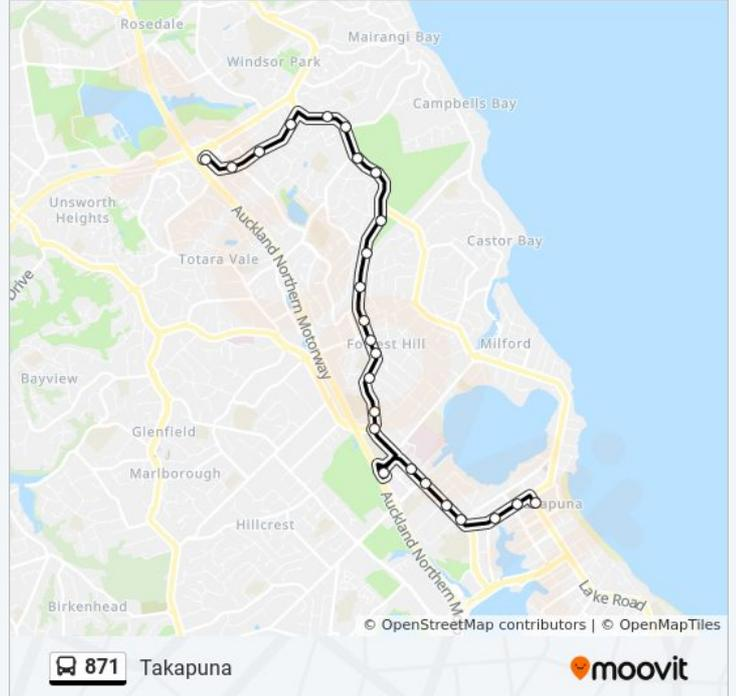 Rosedale
Mairangi Bay
Windsor Park
Campbells Bay
Unsworth
Heights
Auckland Northern Motorway
Castor Bay
Totara Vale
Drive
Forest Hill
Milford
Bayview
Glenfield
Marlborough
Takapuna
Auckland Northern M
Hillcrest
Lake Road
Birkenhead
© OpenStreetMap contributors | © OpenMapTiles
871 Takapuna
moovit